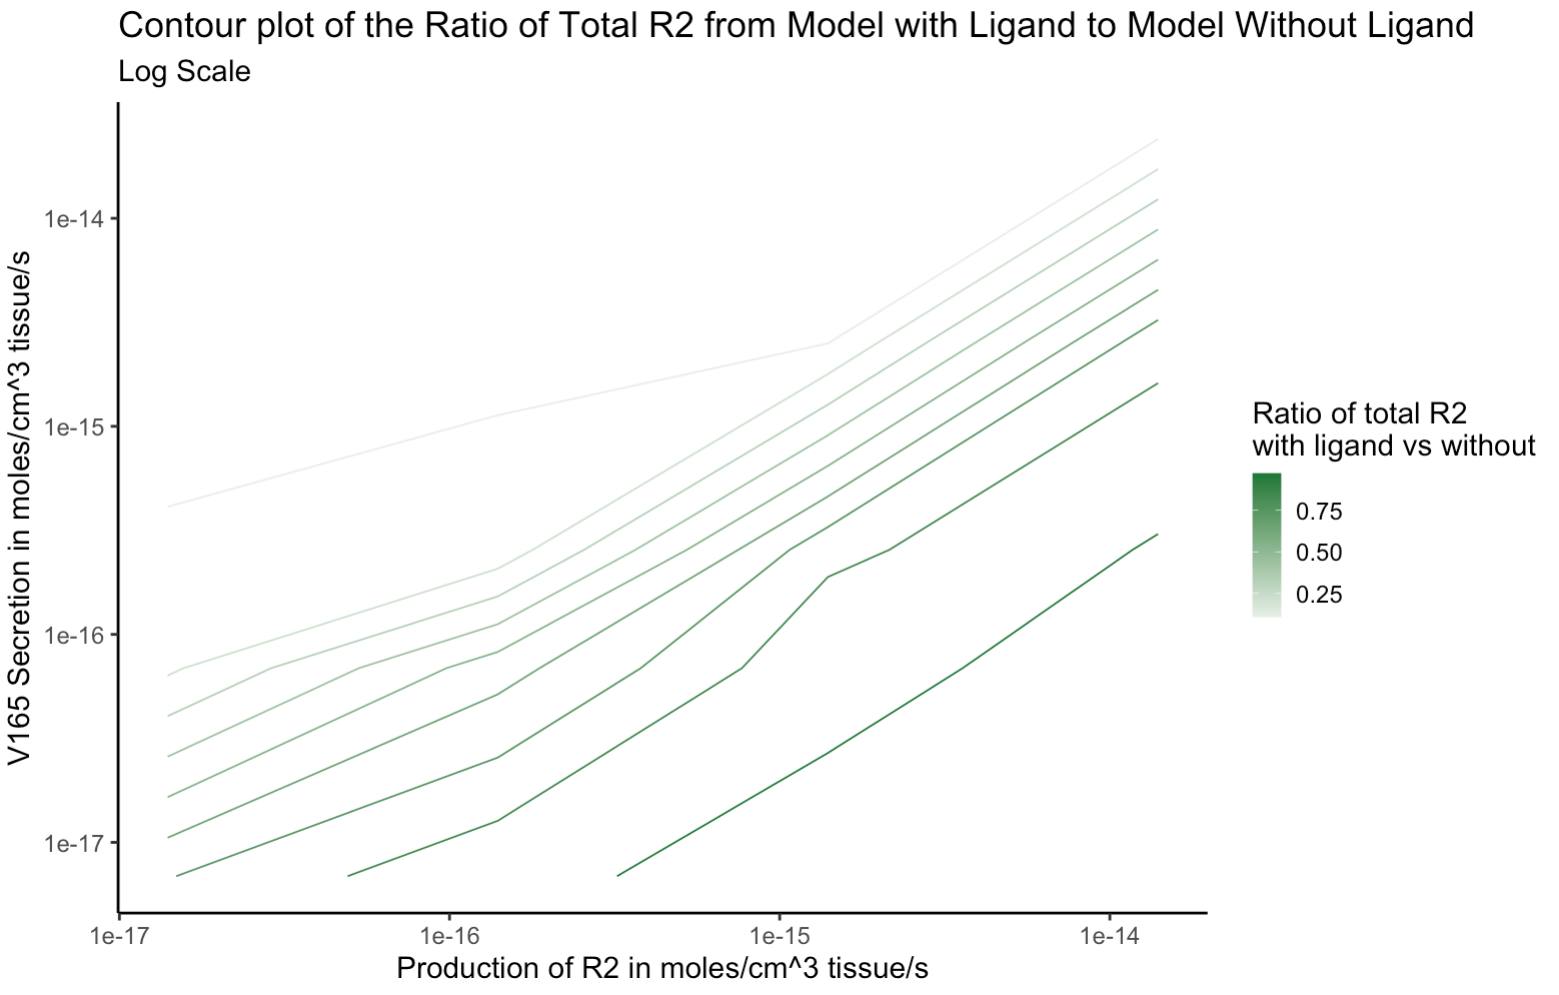 Contour plot of the Ratio of Total R2 from Model with Ligand to Model Without Ligand
Log Scale
V165 Secretion in moles/cm^3 tissue/s
1e-14
1e-15
1e-16
1e-17
1e-17
1e-16
1e-15
1e-14
Production of R2 in moles/cm^3 tissue/s
Ratio of total R2
with ligand vs without
0.75
0.50
0.25